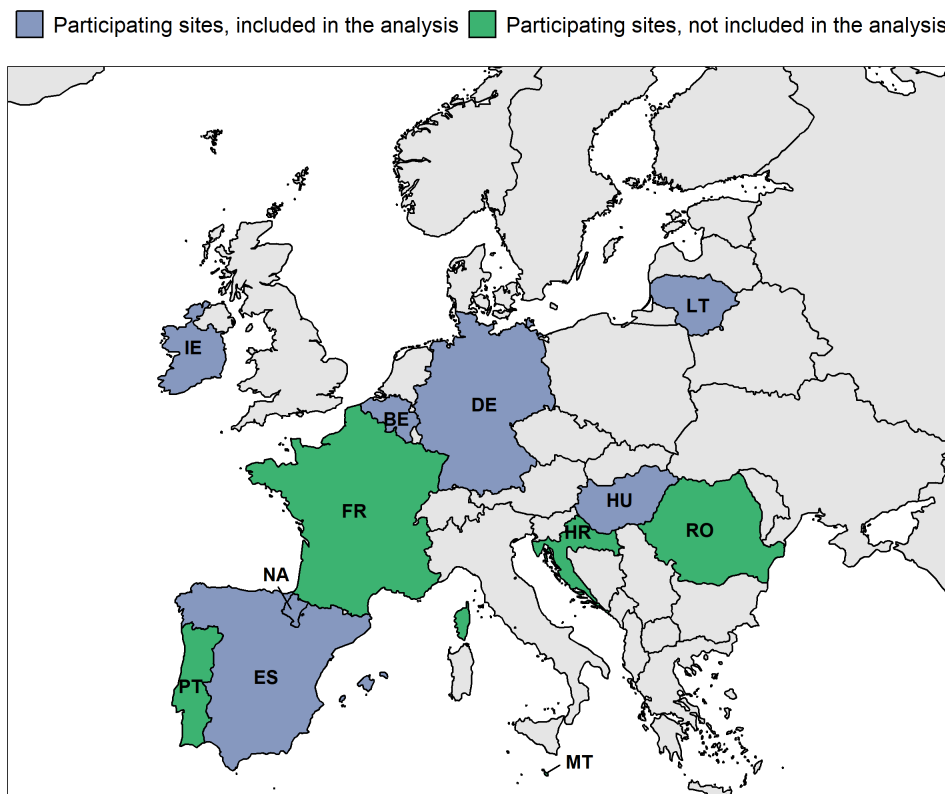 Participating sites, included in the analysis Participating sites, not included in the analysis
LT
IE
DE
BE
HU
FR
RO
HR
NA
ES
PT
MT